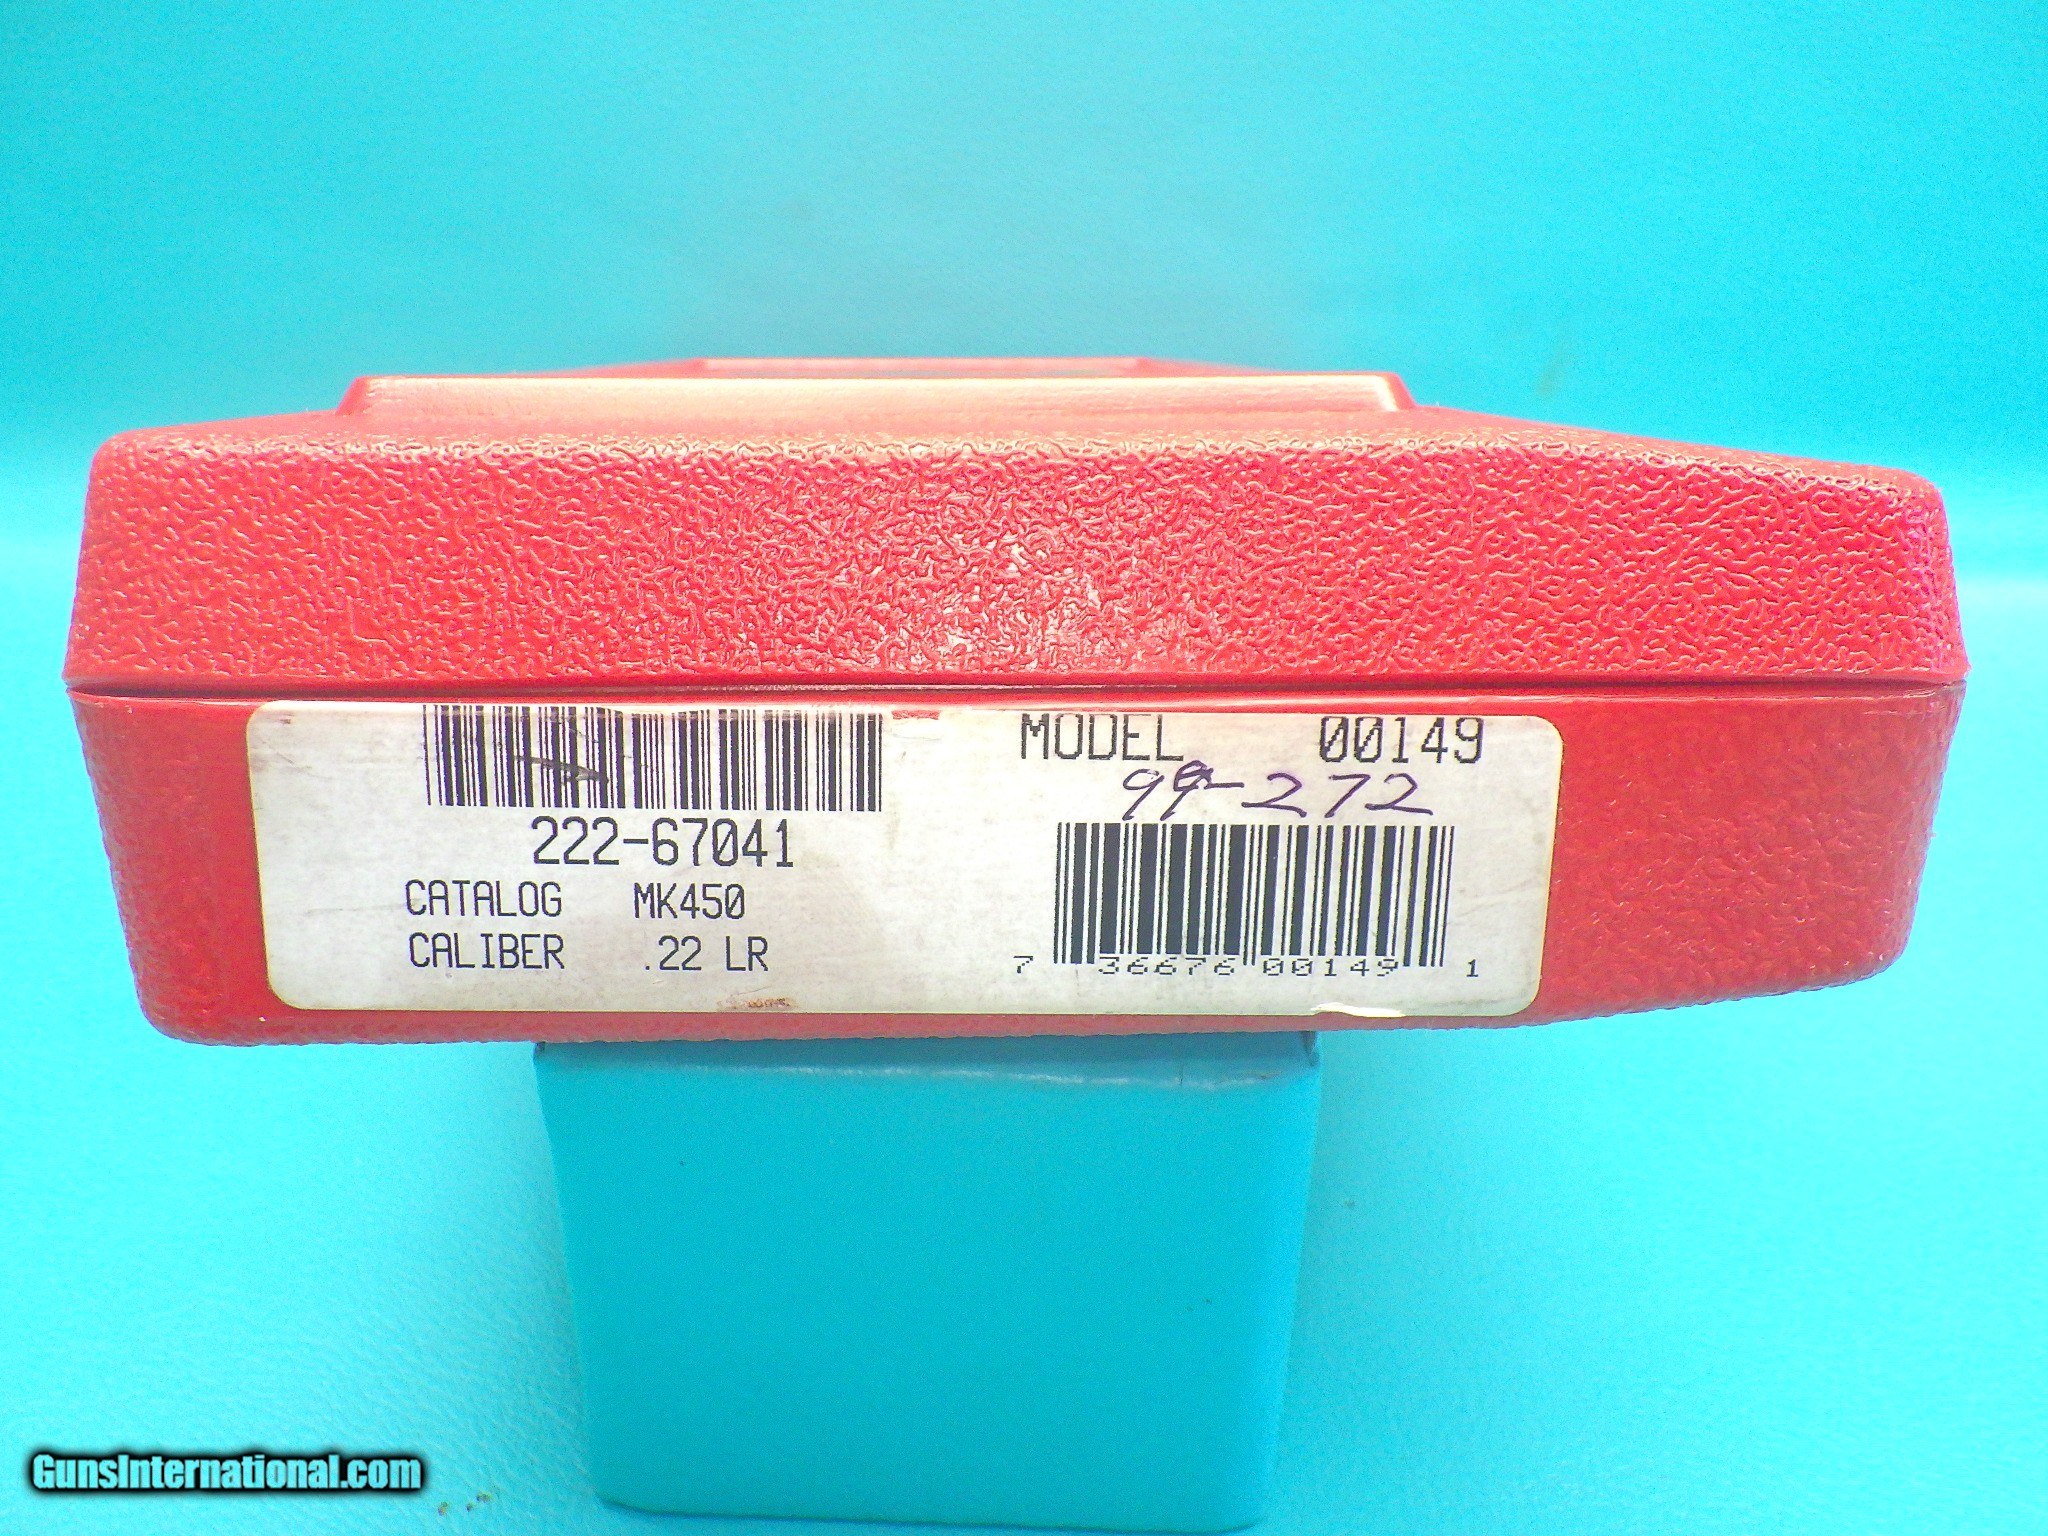 222-67041
CATALOG MK450
CALIBER .22 LR
MODEL 00149
99-272
7 36676 00149 1
GunsInternational.com